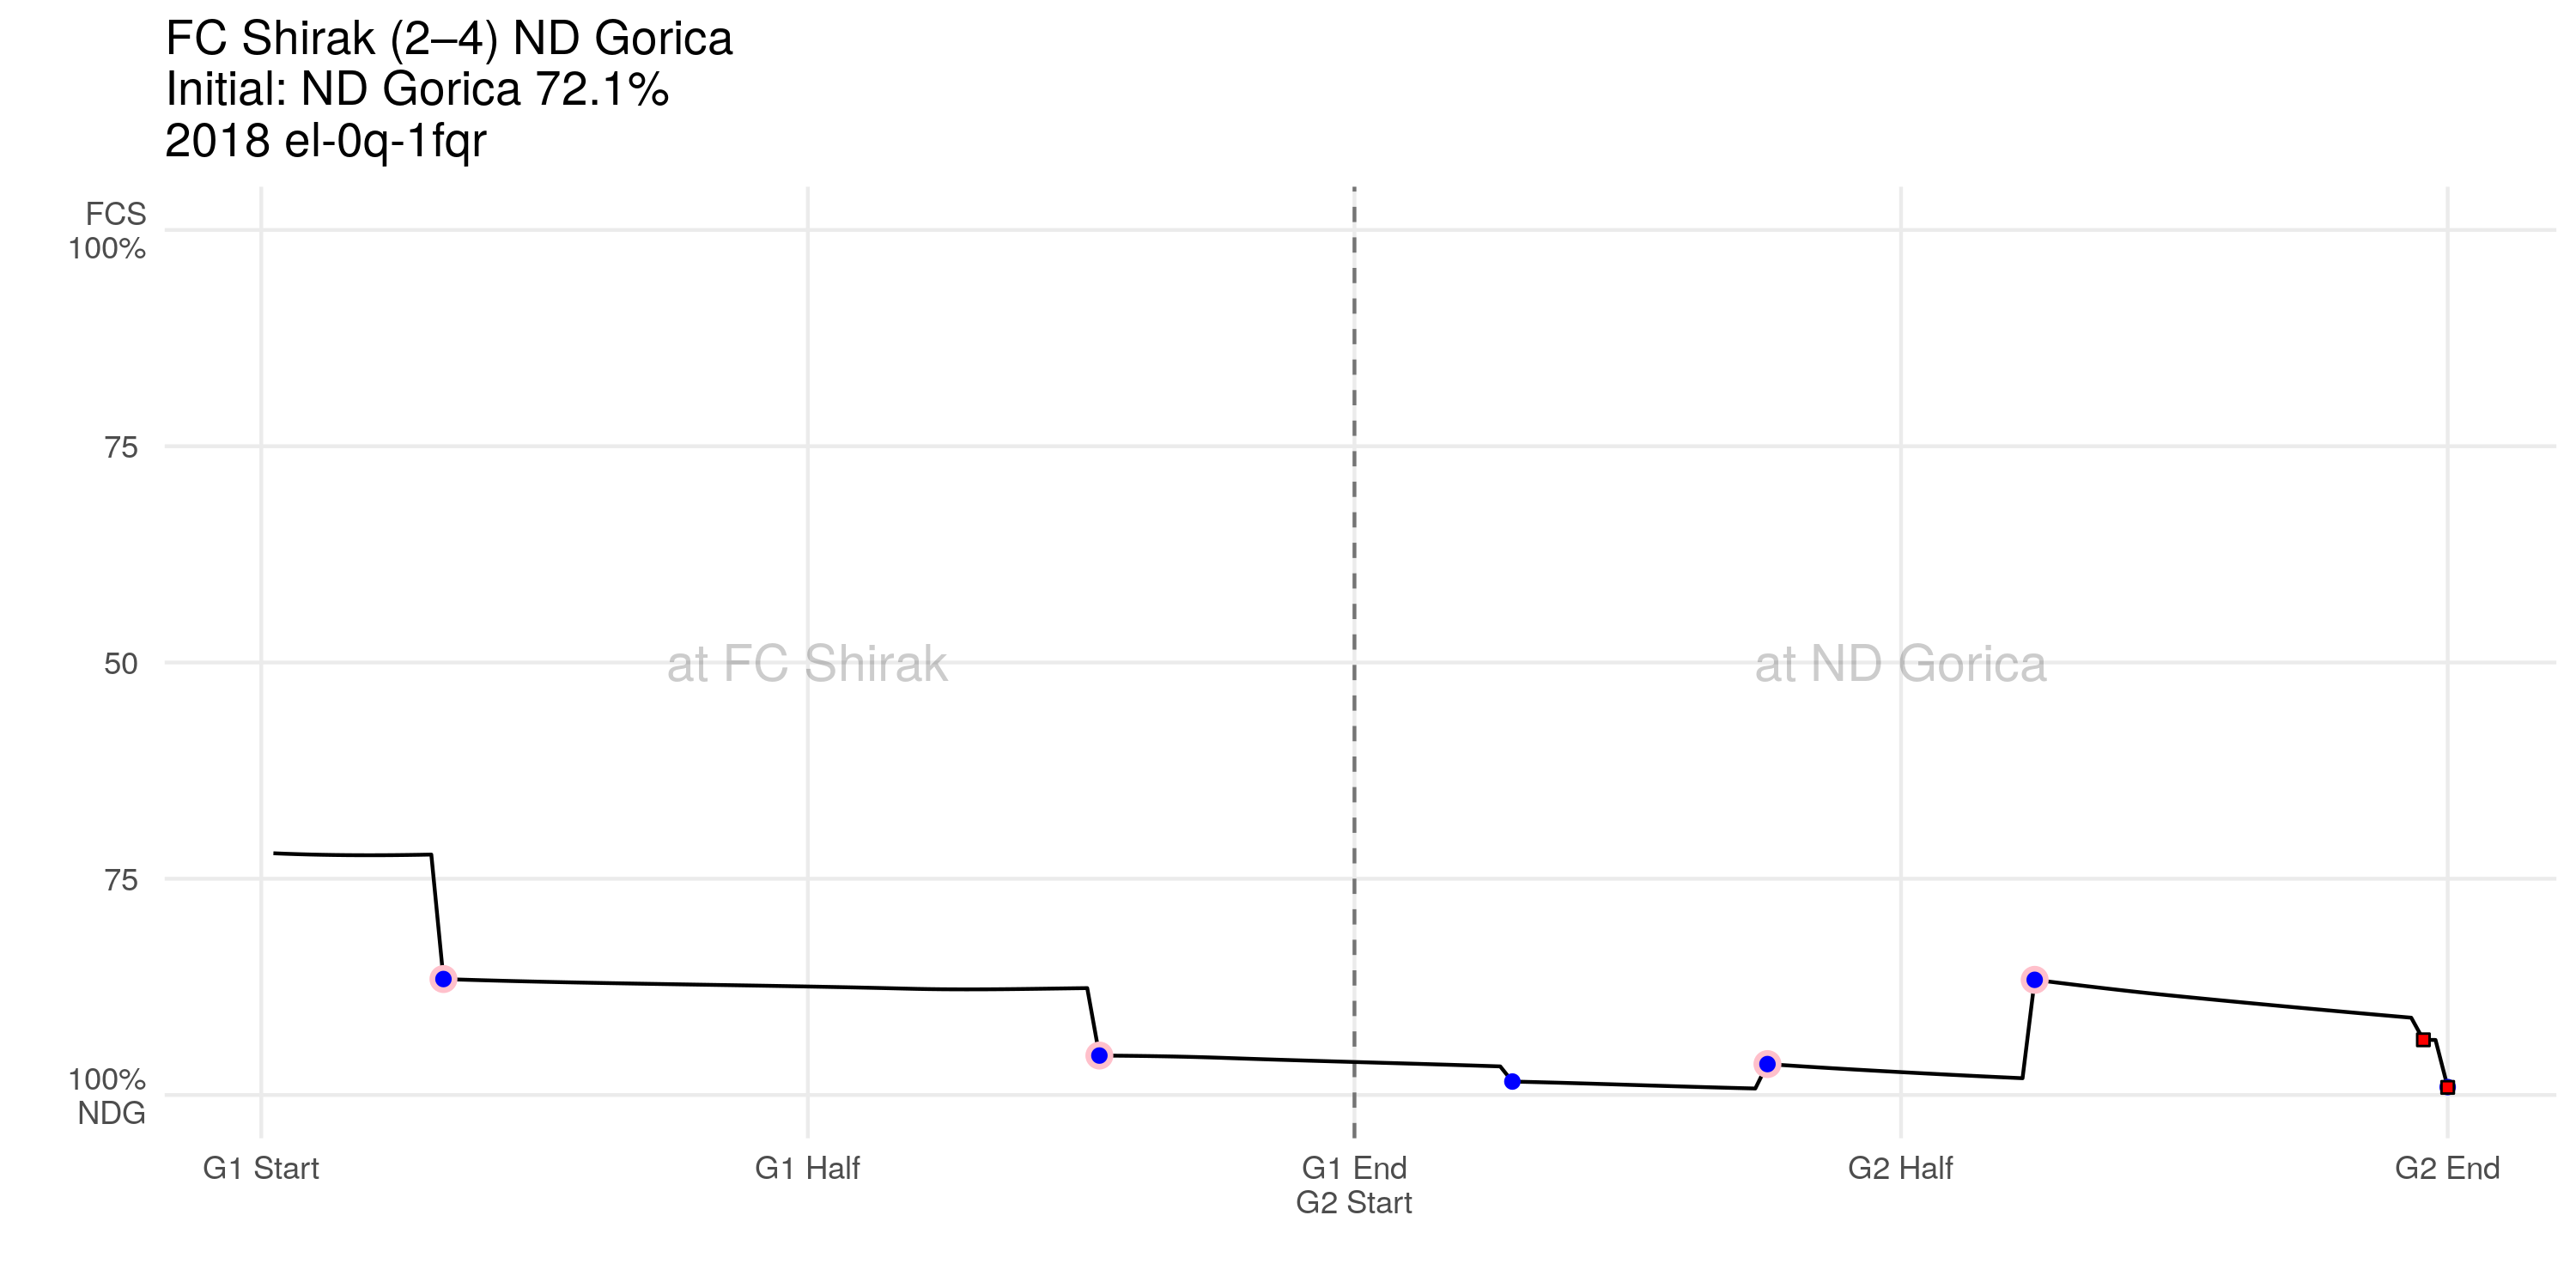 FC Shirak (2–4) ND Gorica
Initial: ND Gorica 72.1%
2018 el-0q-1fqr
FCS
100%
75
50
at FC Shirak
at ND Gorica
75
100%
NDG
G1 Start
G1 Half
G1 End
G2 Start
G2 Half
G2 End